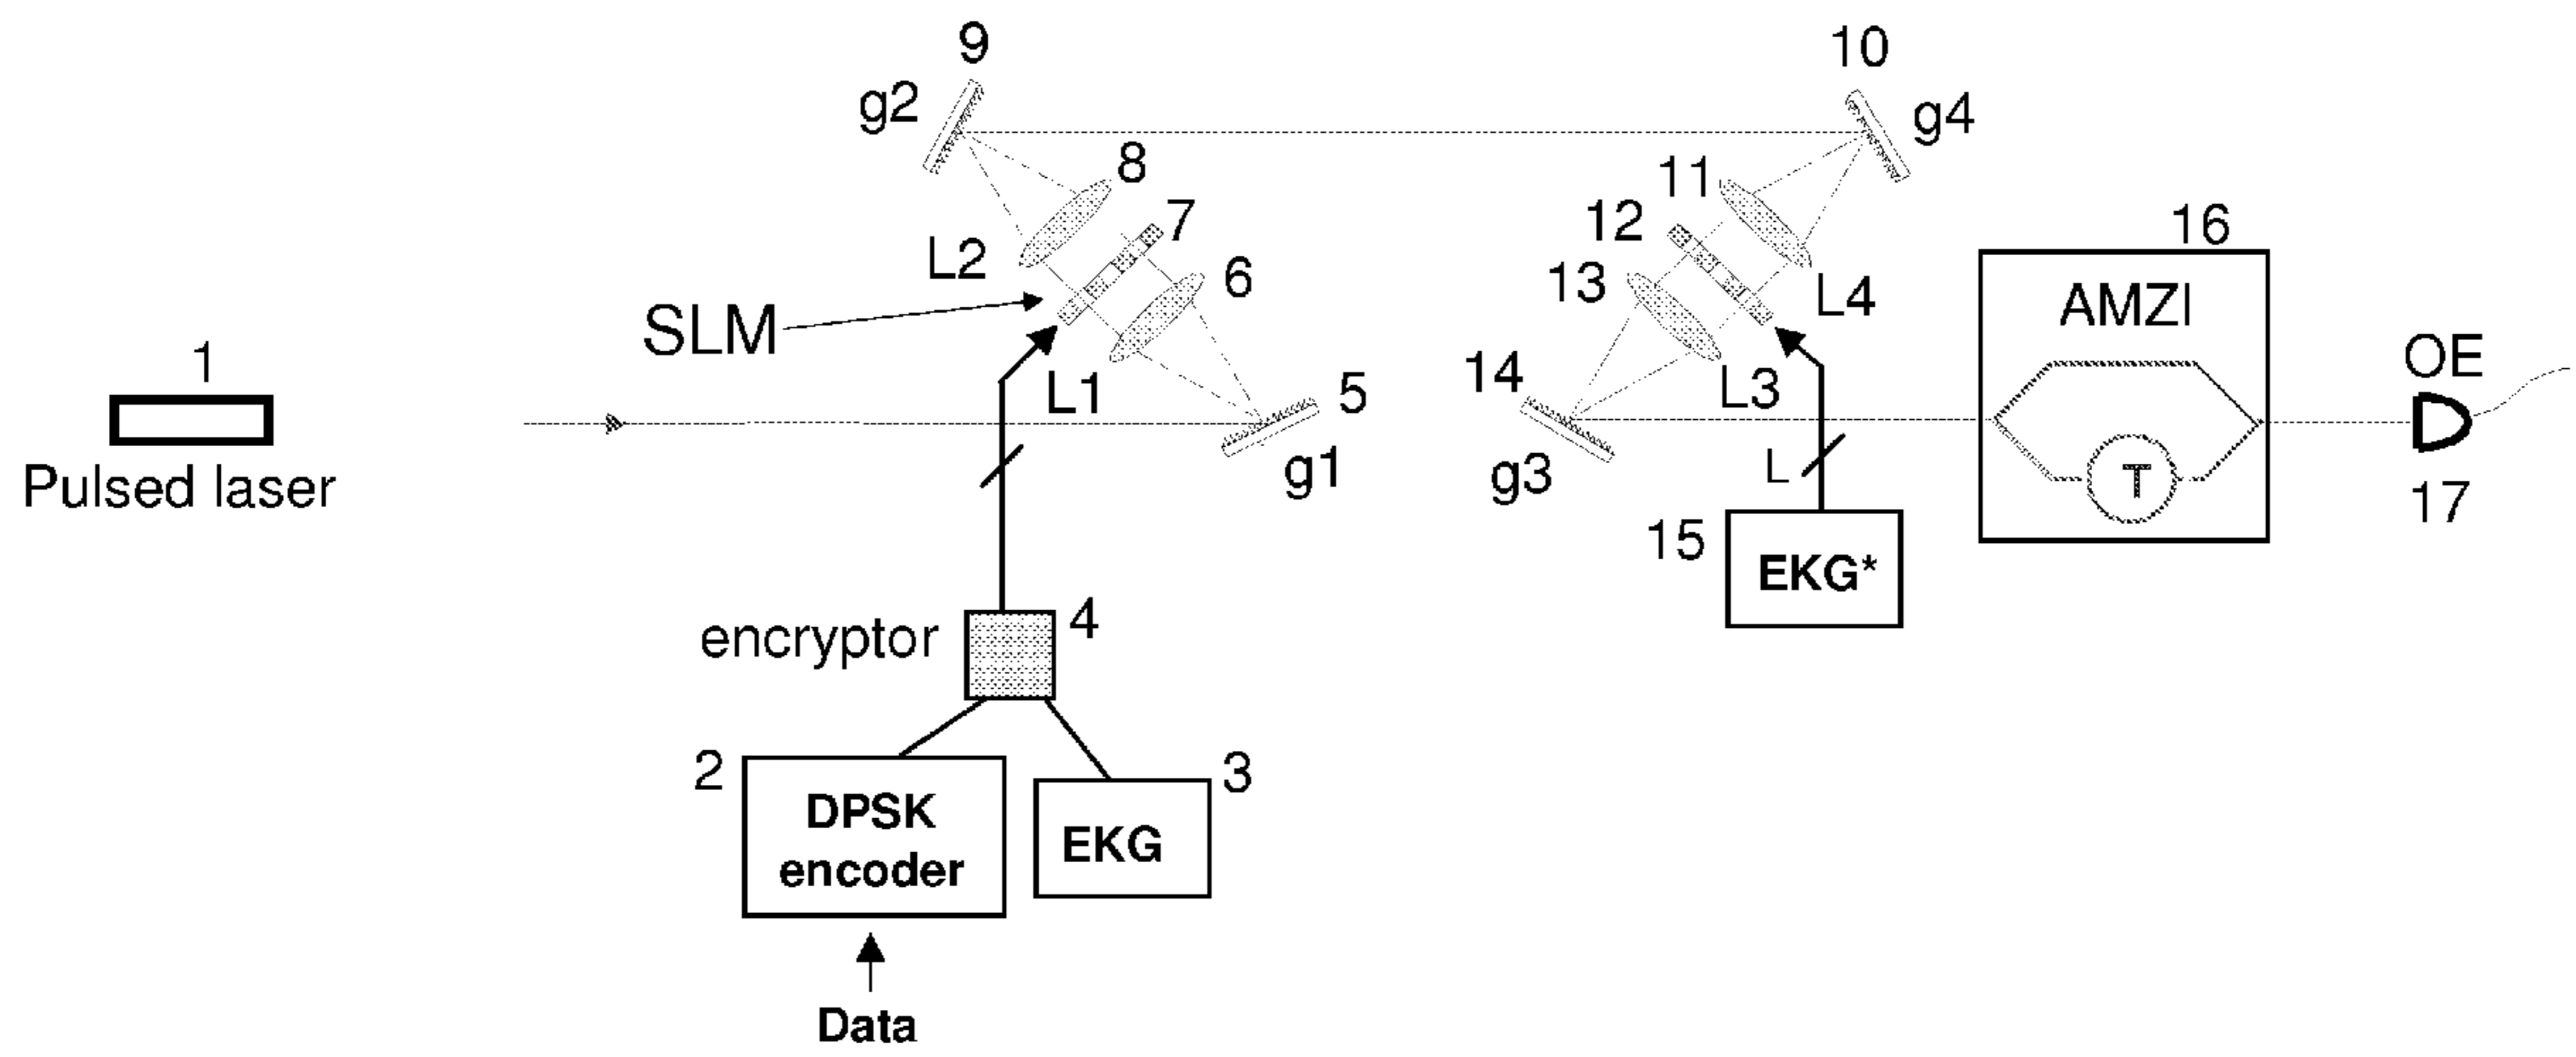 9
10
g2
g4
8
11
7
12
16
L2
6
13
L4
AMZI
SLM
OE
1
14
L1
5
L3
Pulsed laser
g1
g3
L
T
17
15
EKG*
encryptor
4
2
3
DPSK
encoder
EKG
Data